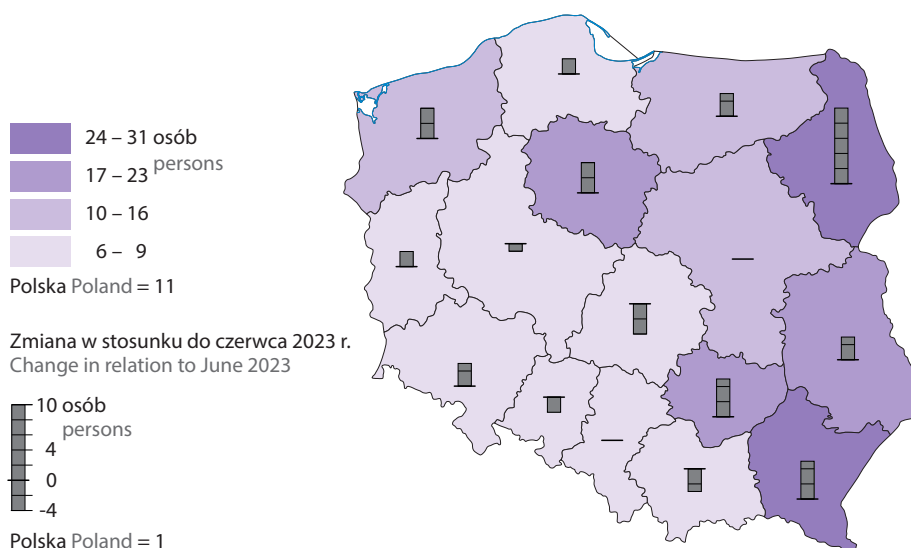 24 – 31 osób
persons
17 – 23
10 – 16
6 – 9
Polska Poland = 11
Zmiana w stosunku do czerwca 2023 r.
Change in relation to June 2023
10 osób
persons
4
0
-4
Polska Poland = 1